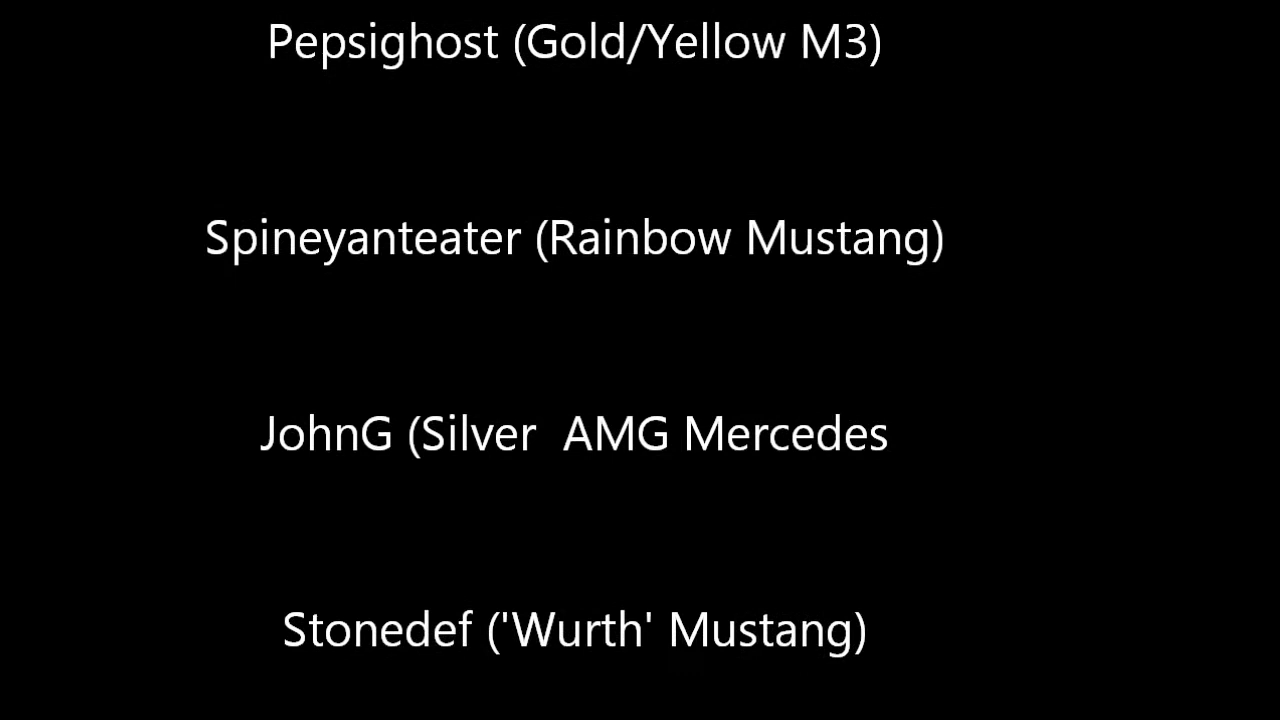 Pepsighost (Gold/Yellow M3)
Spineyanteater (Rainbow Mustang)
JohnG (Silver  AMG Mercedes
Stonedef ('Wurth' Mustang)